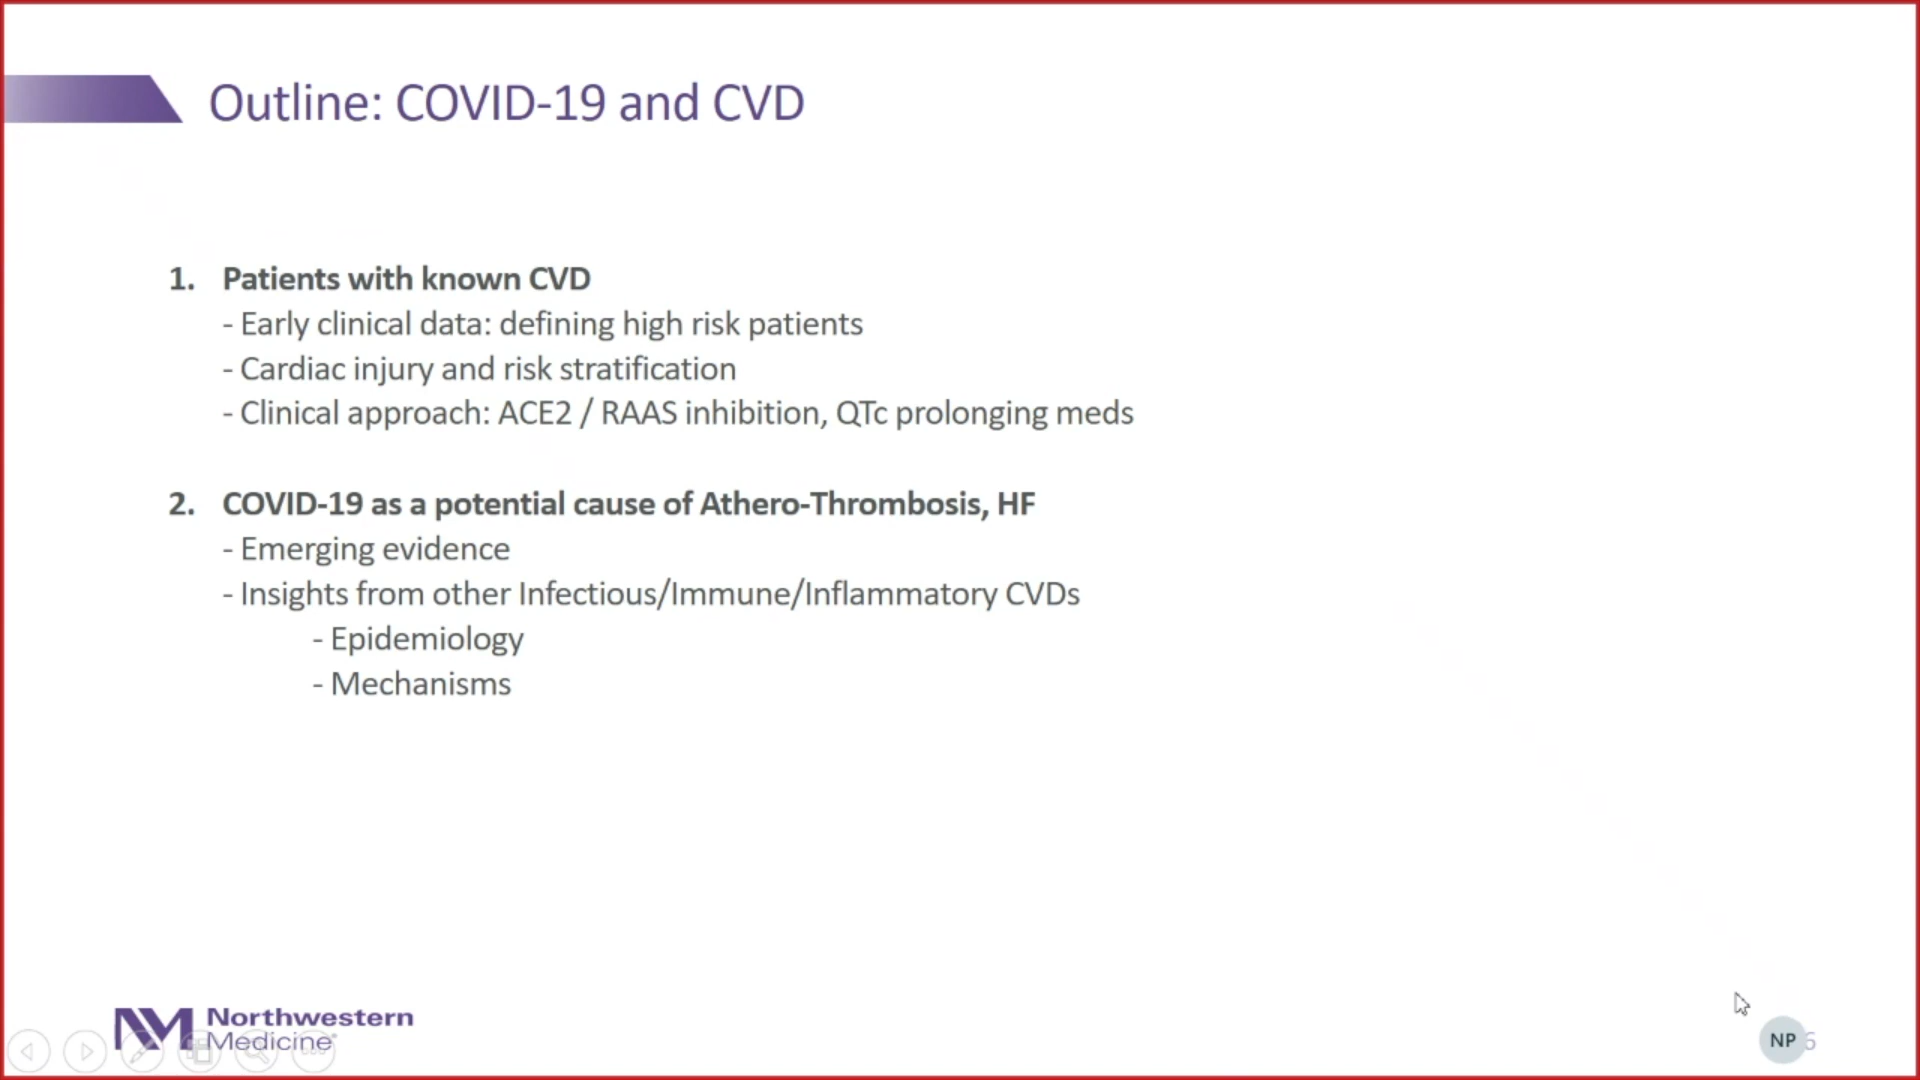 Outline: COVID-19 and CVD
1. Patients with known CVD
- Early clinical data: defining high risk patients
- Cardiac injury and risk stratification
- Clinical approach: ACE2 / RAAS inhibition, QTc prolonging meds
2. COVID-19 as a potential cause of Athero-Thrombosis, HF
- Emerging evidence
- Insights from other Infectious/Immune/Inflammatory CVDs
- Epidemiology
- Mechanisms
Northwestern
Medicine
NP 6